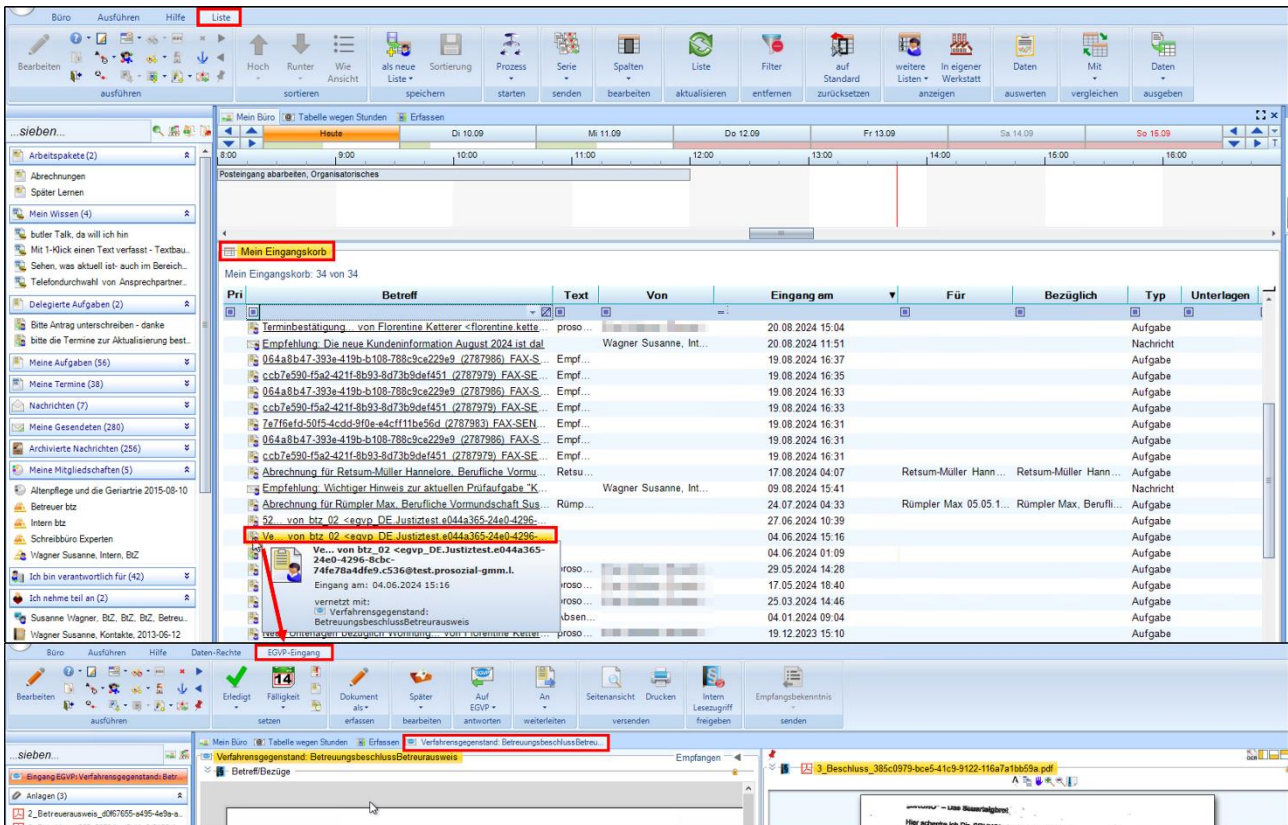 Büro Ausführen Hilfe Liste
Bearbeiten
Hoch Runter Wie Ansicht als neue Liste Sortierung Prozess Serie Spalten Liste Filter auf Standard weitere Listen In eigener Werkstatt Daten Mit Daten
ausführen sortieren speichern starten senden bearbeiten aktualisieren entfernen zurücksetzen anzeigen auswerten vergleichen ausgeben
...sieben...
Arbeitspakete (2)
Abrechnungen
Später Lernen
Mein Wissen (4)
butler Talk, da will ich hin
Mit 1-Klick einen Text verfasst - Textbau...
Sehen, was aktuell ist- auch im Bereich...
Telefondurchwahl von Ansprechpartner...
Delegierte Aufgaben (2)
Bitte Antrag unterschreiben - danke
bitte die Termine zur Aktualisierung best...
Meine Aufgaben (56)
Meine Termine (38)
Nachrichten (7)
Meine Gesendeten (280)
Archivierte Nachrichten (256)
Meine Mitgliedschaften (5)
Altenpflege und die Geriartrie 2015-08-10
Betreuer btz
Intern btz
Schreibbüro Experten
Wagner Susanne, Intern, BtZ
Ich bin verantwortlich für (42)
Ich nehme teil an (2)
Susanne Wagner, BtZ, BtZ, BtZ, Betreu...
Wagner Susanne, Kontakte, 2013-06-12
Mein Büro Tabelle wegen Stunden Erfassen
Heute Di 10.09 Mi 11.09 Do 12.09 Fr 13.09 Sa 14.09 So 15.09
8:00 9:00 10:00 11:00 12:00 13:00 14:00 15:00 16:00
Posteingang abarbeiten, Organisatorisches
Mein Eingangskorb
Mein Eingangskorb: 34 von 34
Pri Betreff Text Von Eingang am Für Bezüglich Typ Unterlagen
Terminbestätigung... von Florentine Ketterer <florentine.kette... proso... 20.08.2024 15:04 Aufgabe
Empfehlung: Die neue Kundeninformation August 2024 ist da! Wagner Susanne, Int... 20.08.2024 11:51 Nachricht
064a8b47-393e-419b-b108-788c9ce229e9 (2787986) FAX-S... Empf... 19.08.2024 16:37 Aufgabe
ccb7e590-f5a2-421f-8b93-8d73b9def451 (2787979) FAX-SE... Empf... 19.08.2024 16:35 Aufgabe
064a8b47-393e-419b-b108-788c9ce229e9 (2787986) FAX-S... Empf... 19.08.2024 16:33 Aufgabe
ccb7e590-f5a2-421f-8b93-8d73b9def451 (2787979) FAX-SE... Empf... 19.08.2024 16:33 Aufgabe
7e7f6efd-50f5-4cdd-9f0e-e4cff11be56d (2787983) FAX-SEN... Empf... 19.08.2024 16:31 Aufgabe
064a8b47-393e-419b-b108-788c9ce229e9 (2787986) FAX-S... Empf... 19.08.2024 16:31 Aufgabe
ccb7e590-f5a2-421f-8b93-8d73b9def451 (2787979) FAX-SE... Empf... 19.08.2024 16:31 Aufgabe
Abrechnung für Retsum-Müller Hannelore, Berufliche Vormu... Retsu... 17.08.2024 04:07 Retsum-Müller Hann... Retsum-Müller Hann... Aufgabe
Empfehlung: Wichtiger Hinweis zur aktuellen Prüfaufgabe "K... Wagner Susanne, Int... 09.08.2024 15:41 Nachricht
Abrechnung für Rümpler Max, Berufliche Vormundschaft Sus... Rümp... 24.07.2024 04:33 Rümpler Max 05.05.1... Rümpler Max, Berufli... Aufgabe
52... von btz_02 <egvp_DE.Justiztest.e044a365-24e0-4296-... 27.06.2024 10:39 Aufgabe
Ve... von btz_02 <egvp_DE.Justiztest.e044a365-24e0-4296-... 04.06.2024 15:16 Aufgabe
04.06.2024 01:09 Aufgabe
proso... 29.05.2024 14:28 Aufgabe
proso... 17.05.2024 18:40 Aufgabe
proso... 25.03.2024 14:46 Aufgabe
Absen... 04.01.2024 09:04 Aufgabe
Neue Unterlagen bezüglich Wohnung... von Florentine Ketter... proso... 19.12.2023 15:10 Aufgabe
Ve... von btz_02 <egvp_DE.Justiztest.e044a365-
24e0-4296-8cbc-
74fe78a4dfe9.c536@test.prosozial-gmm.l.
Eingang am: 04.06.2024 15:16
vernetzt mit:
Verfahrensgegenstand:
BetreuungsbeschlussBetreurausweis
Büro Ausführen Hilfe Daten-Rechte EGVP-Eingang
Bearbeiten Erledigt 14 Fälligkeit Dokument als Später Auf EGVP An Seitenansicht Drucken Intern Lesezugriff Empfangsbekenntnis
ausführen setzen erfassen bearbeiten antworten weiterleiten versenden freigeben senden
Mein Büro Tabelle wegen Stunden Erfassen Verfahrensgegenstand: BetreuungsbeschlussBetreu...
...sieben...
Eingang EGVP: Verfahrensgegenstand: Betr...
Anlagen (3)
2_Betreuerausweis_d0f67655-a495-4e9a-a...
Verfahrensgegenstand: BetreuungsbeschlussBetreurausweis Empfangen
Betreff/Bezüge
3_Beschluss_385c0979-bce5-41c9-9122-116a7a1bb59a.pdf